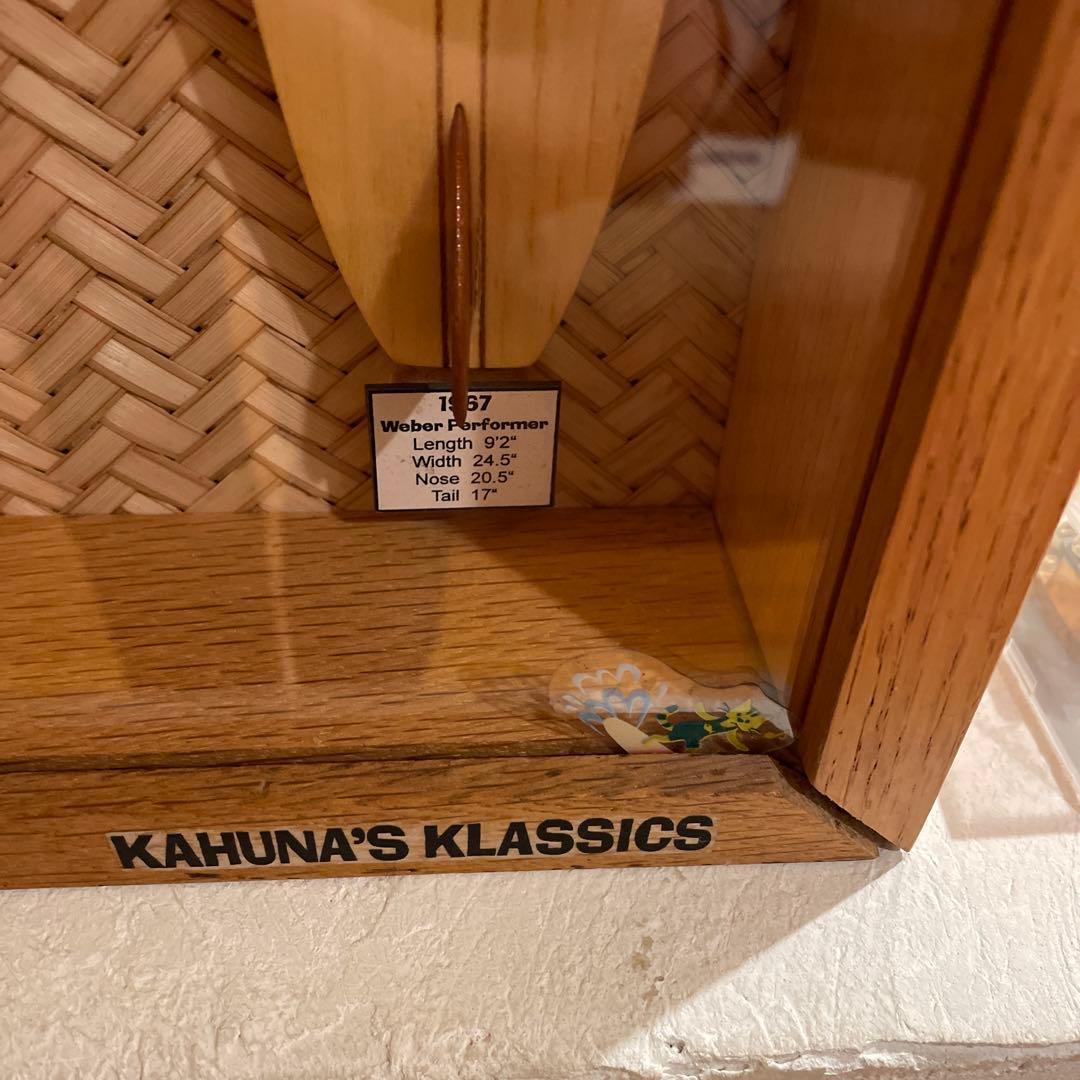 1967
Weber Performer
Length 9'2"
Width 24.5"
Nose 20.5"
Tail 17"
KAHUNA'S KLASSICS